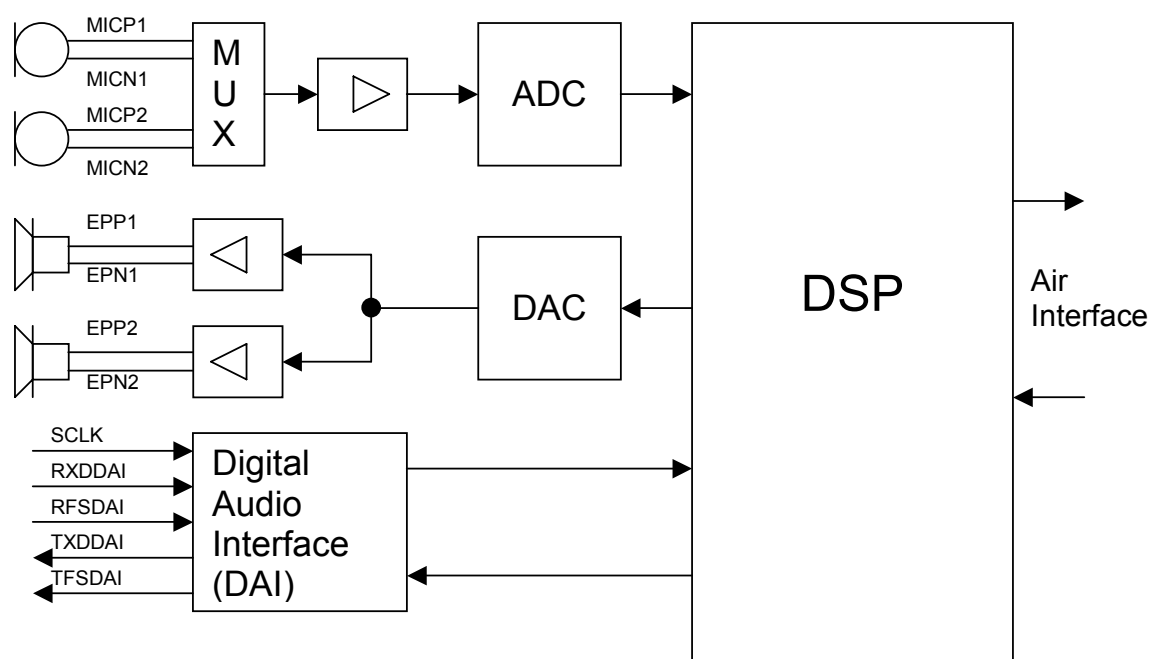 MICP1
MICN1
MICP2
MICN2
M
U
X
ADC
EPP1
EPN1
EPP2
EPN2
DAC
DSP
Air
Interface
SCLK
RXDDAI
RFSDAI
TXDDAI
TFSDAI
Digital
Audio
Interface
(DAI)